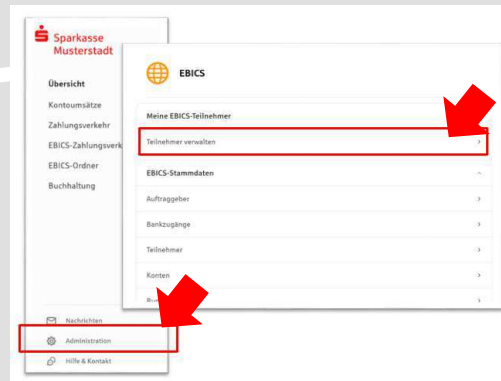 Sparkasse
Musterstadt
Übersicht
Kontoumsätze
Zahlungsverkehr
EBICS-Zahlungsverk
EBICS-Ordner
Buchhaltung
Nachrichten
Administration
Hilfe & Kontakt
EBICS
Meine EBICS-Teilnehmer
Teilnehmer verwalten
EBICS-Stammdaten
Auftraggeber
Bankzugänge
Teilnehmer
Konten